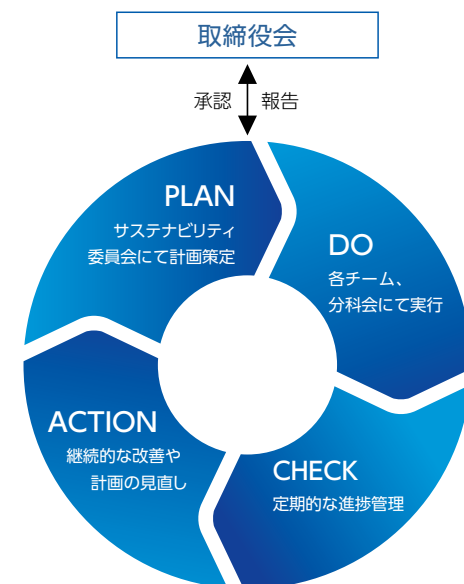 取締役会
承認 報告
PLAN
サステナビリティ
委員会にて計画策定
DO
各チーム、
分科会にて実行
CHECK
定期的な進捗管理
ACTION
継続的な改善や
計画の見直し